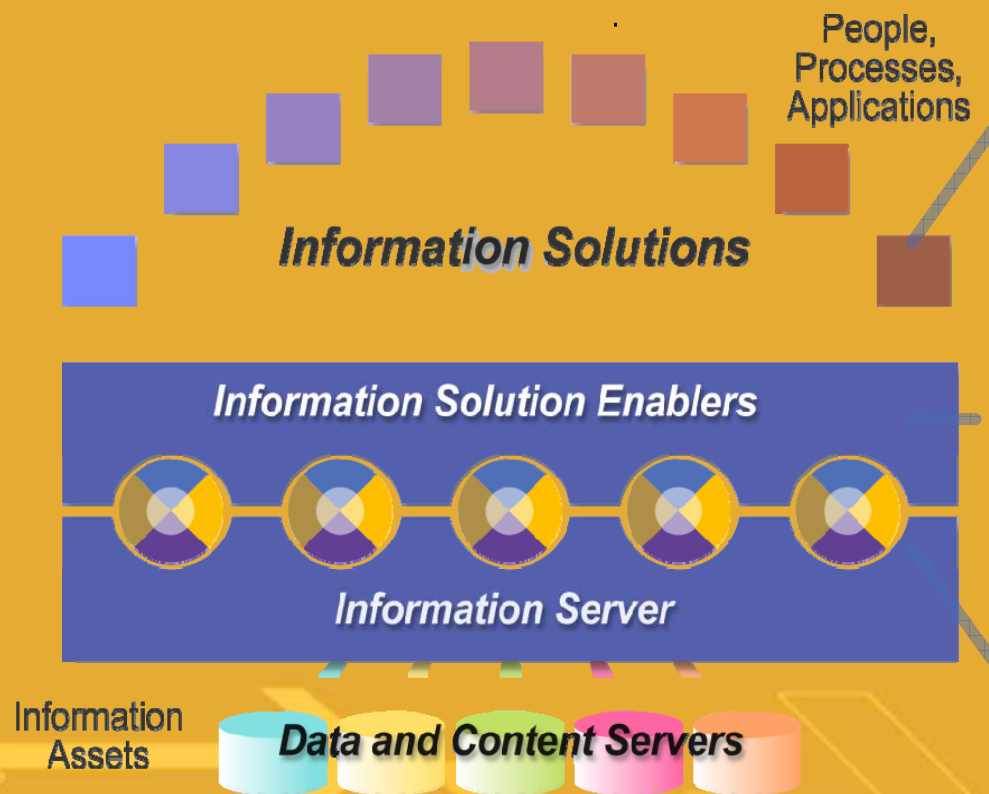 People,
Processes,
Applications
Information Solutions
Information Solution Enablers
Information Server
Information
Assets
Data and Content Servers